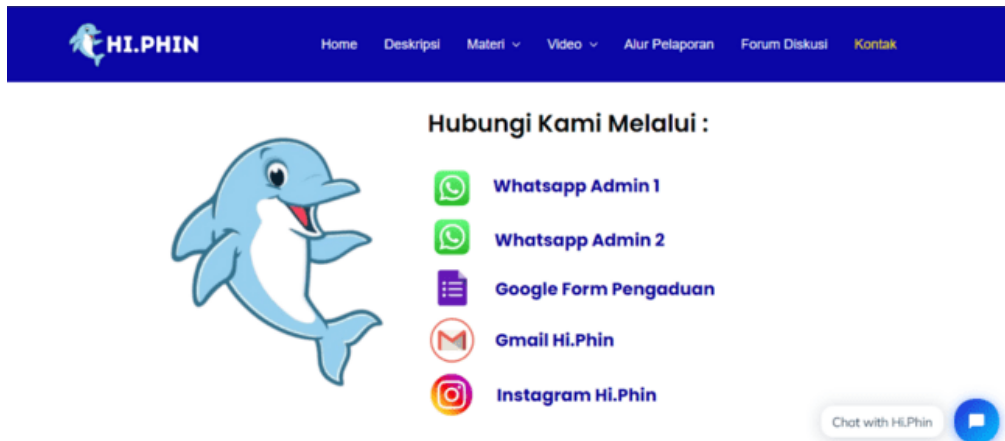 HI.PHIN
Home Deskripsi Materi Video Alur Pelaporan Forum Diskusi Kontak
Hubungi Kami Melalui :
Whatsapp Admin 1
Whatsapp Admin 2
Google Form Pengaduan
Gmail Hi.Phin
Instagram Hi.Phin
Chat with Hi.Phin